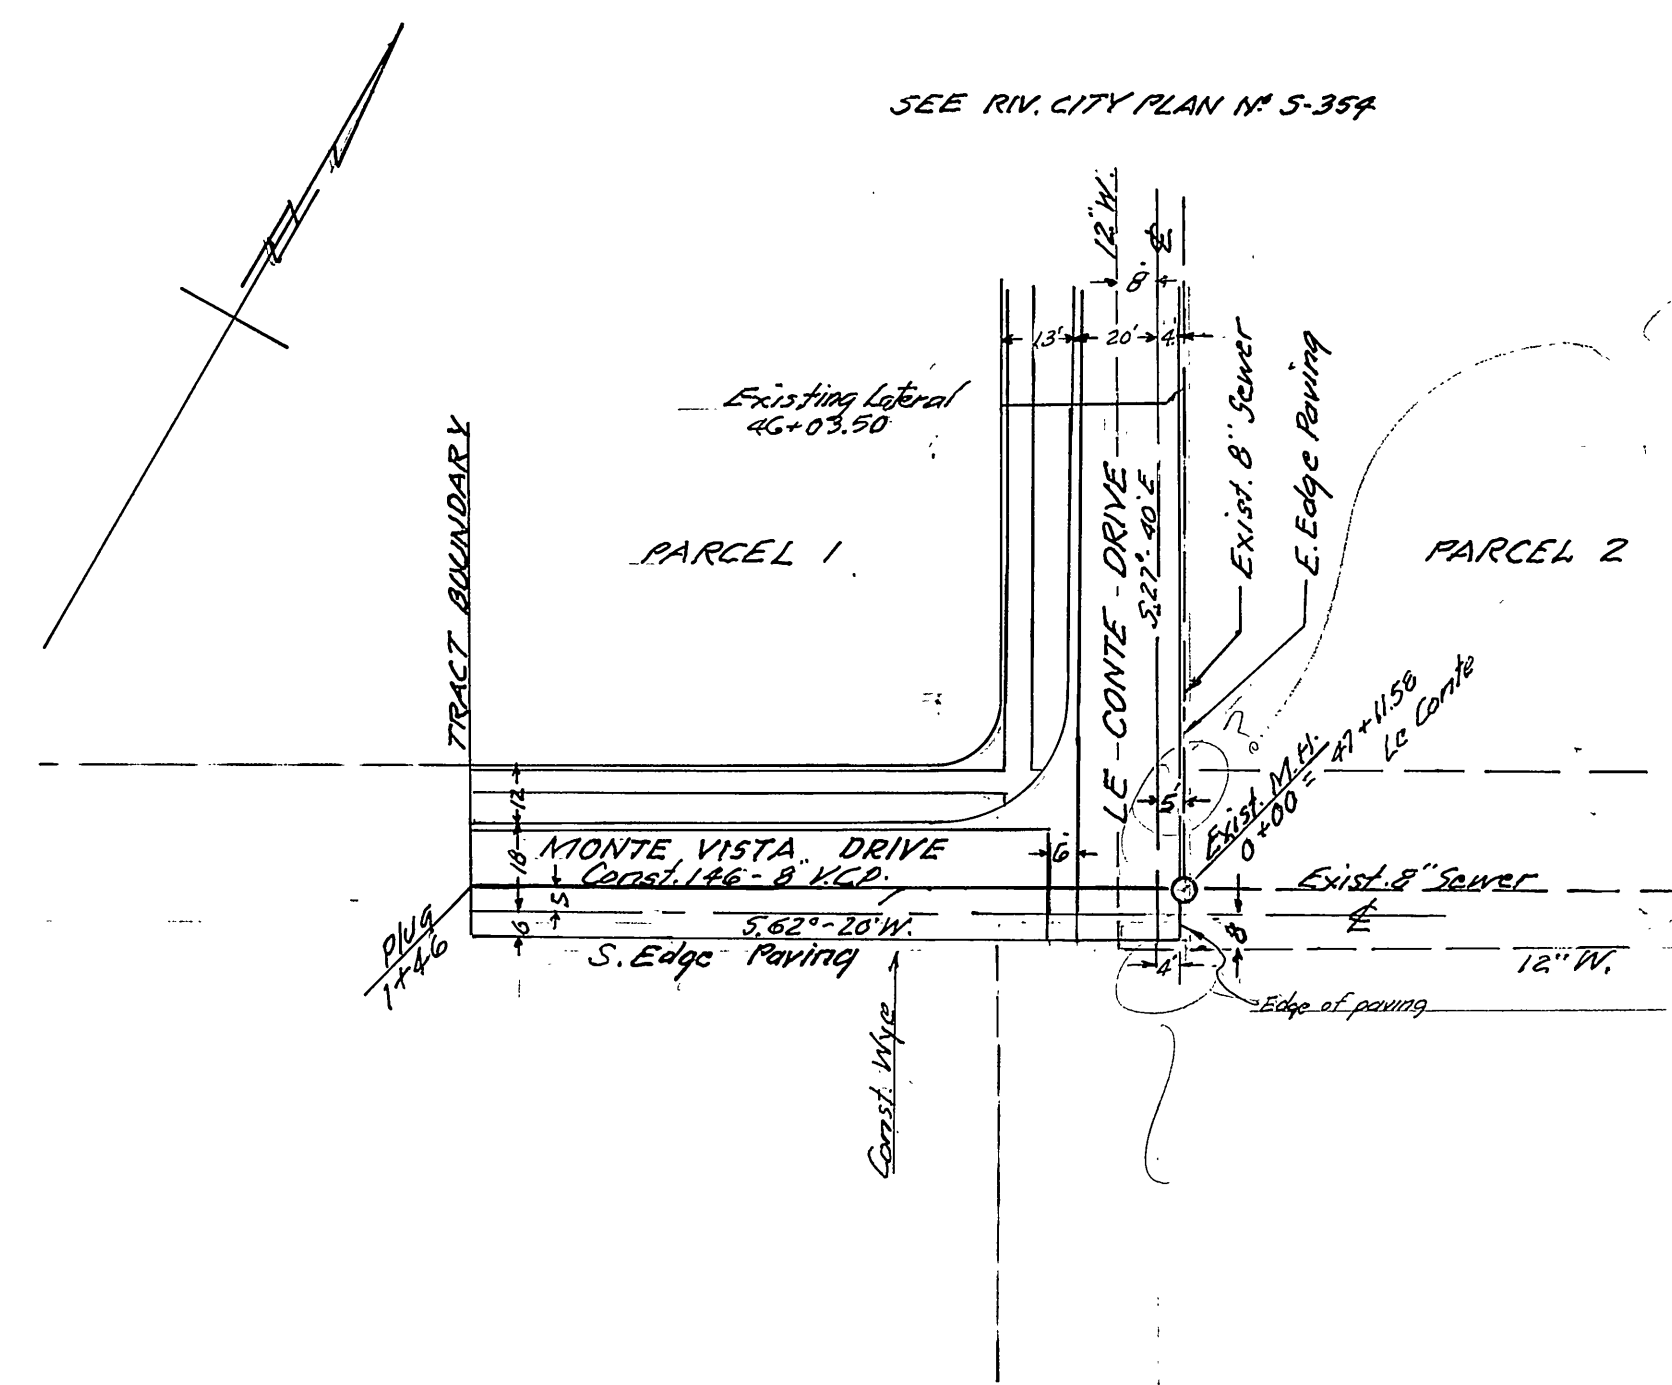 SEE RIV. CITY PLAN Nº S-354
N
12" W.
℄
8'
13'
20'
4'
Existing Lateral
46+03.50
TRACT BOUNDARY
PARCEL 1
LE - CONTE - DRIVE
S.27°-40'E
Exist. 8" Sewer
E. Edge Paving
PARCEL 2
Exist. M.H.
0+00 = 47+11.58
Le Conte
12
18
5
6
MONTE VISTA DRIVE
Const. 146 - 8" V.C.P.
6'
5'
Exist. 8" Sewer
℄
S.62°-20'W.
S. Edge Paving
Plug
1+46
8'
4'
12" W.
Edge of paving
Const. Wye